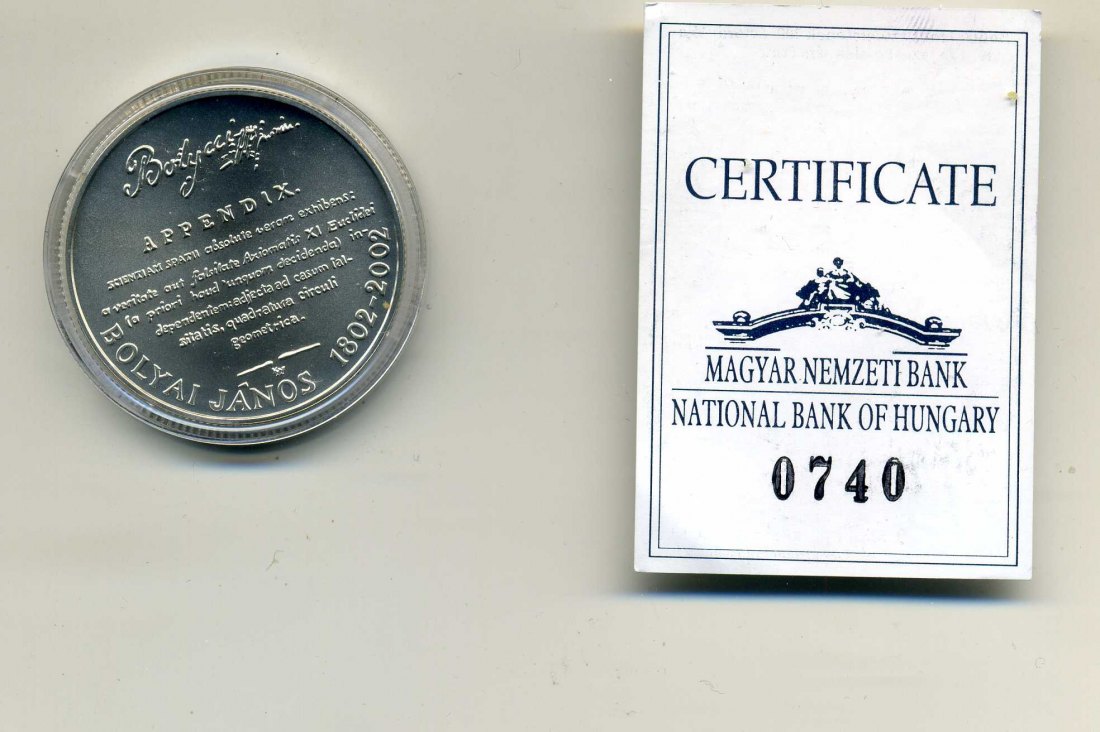 Bolyai
APPENDIX.
SCIENTIAM SPATII absolute veram exhibens:
a veritate aut falsitate Axiomatis XI Euclidei
(a priori haud unquam decidenda) in-
dependentem: adjecta ad casum fal-
sitatis, quadratura circuli
geometrica.
BOLYAI JÁNOS 1802-2002
CERTIFICATE
MAGYAR NEMZETI BANK
NATIONAL BANK OF HUNGARY
0740